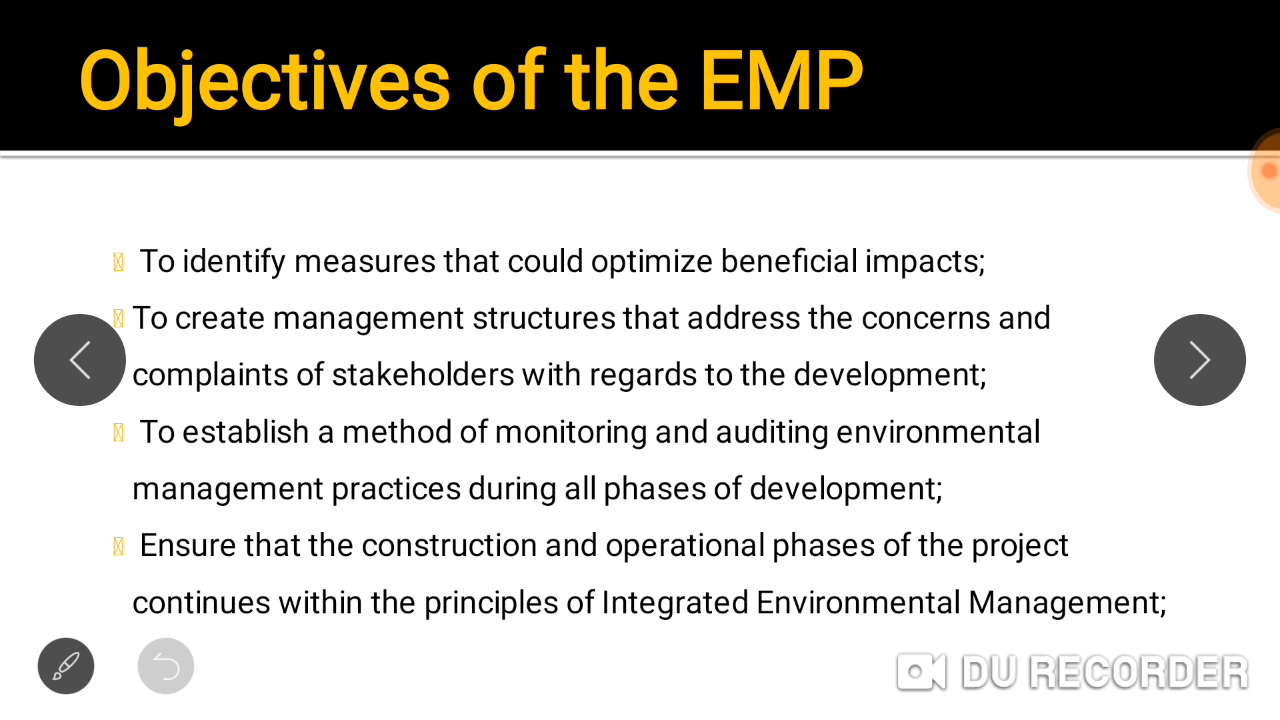 Objectives of the EMP
To identify measures that could optimize beneficial impacts;
To create management structures that address the concerns and
complaints of stakeholders with regards to the development;
To establish a method of monitoring and auditing environmental
management practices during all phases of development;
Ensure that the construction and operational phases of the project
continues within the principles of Integrated Environmental Management;
DU RECORDER